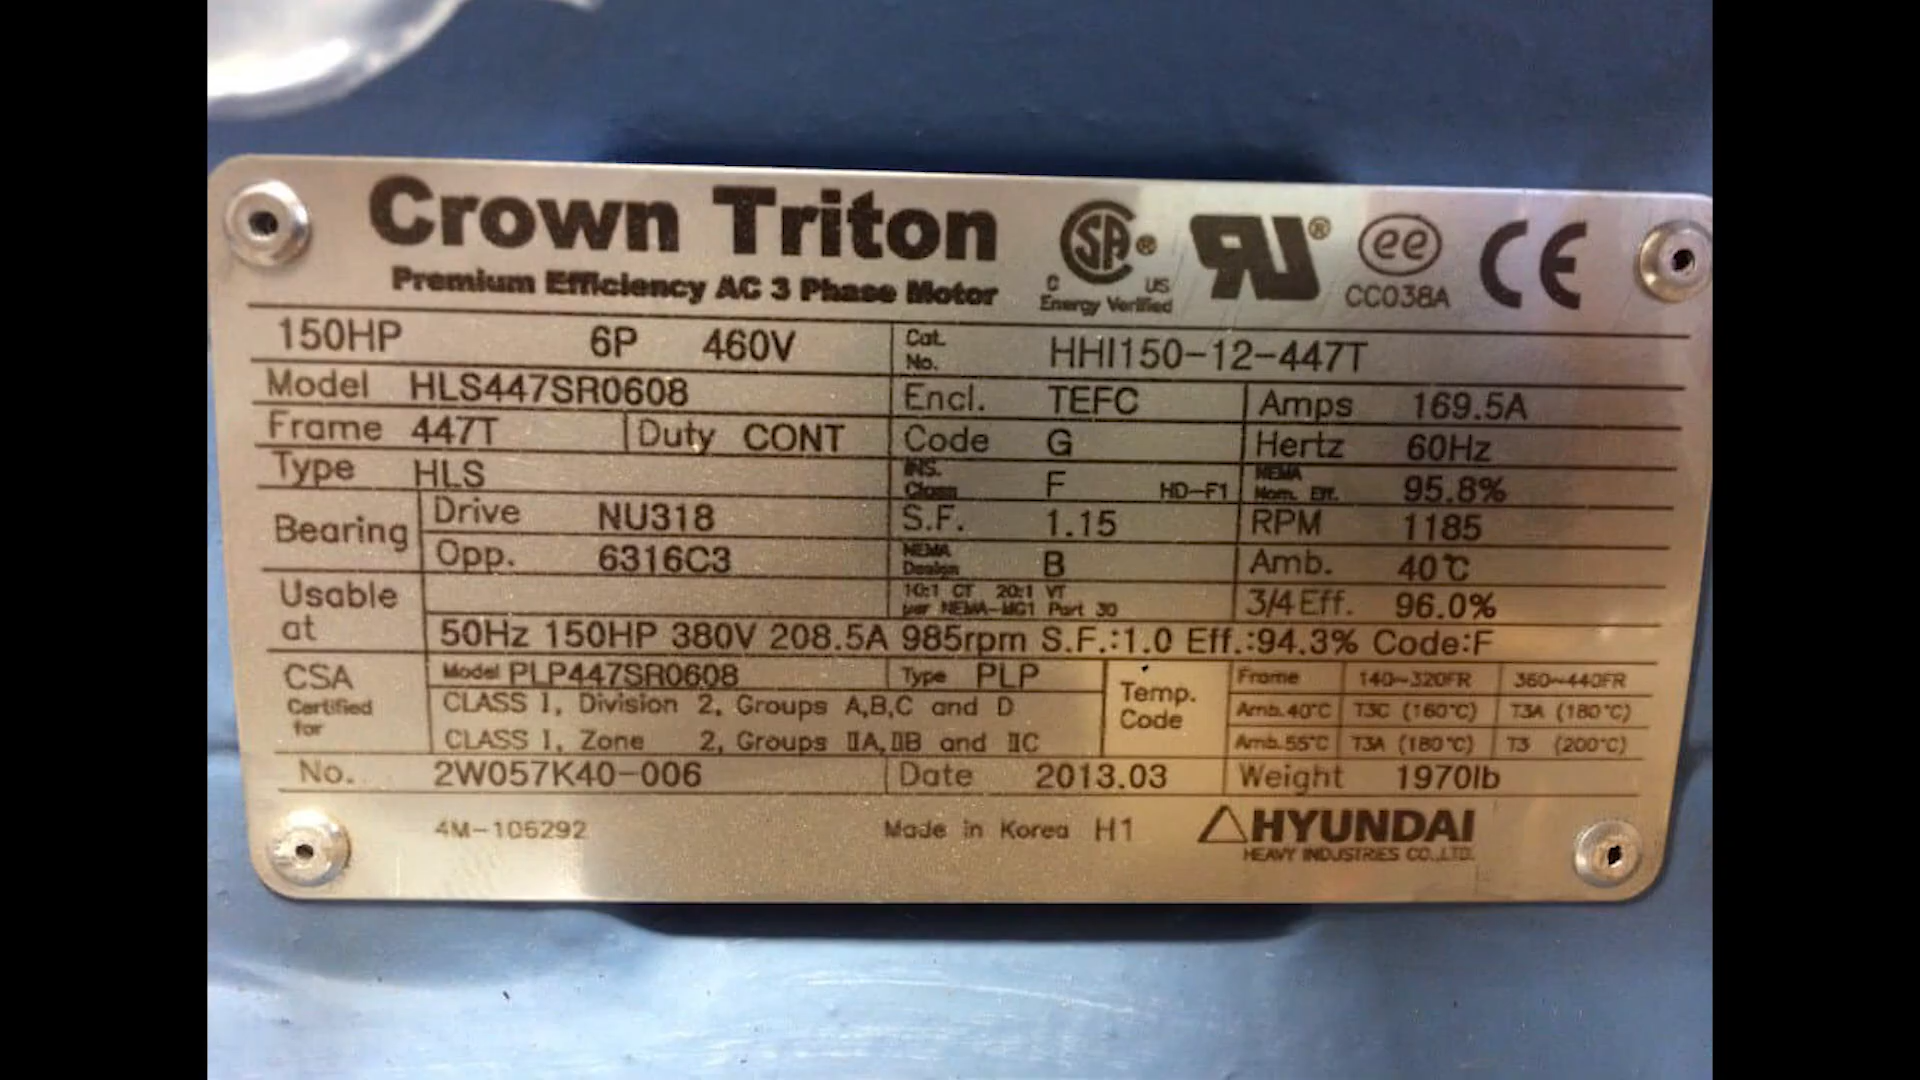 Crown Triton
Premium Efficiency AC 3 Phase Motor
CSA ® C US Energy Verified
RU ®
ee CC038A
CE
150HP 6P 460V Cat. No. HHI150-12-447T
Model HLS447SR0608 Encl. TEFC Amps 169.5A
Frame 447T Duty CONT Code G Hertz 60Hz
Type HLS INS. Class F HD-F1 NEMA Nom. Eff. 95.8%
Bearing Drive NU318 S.F. 1.15 RPM 1185
Opp. 6316C3 NEMA Design B Amb. 40℃
Usable at
10:1 CT 20:1 VT per NEMA-MG1 Part 30 3/4 Eff. 96.0%
50Hz 150HP 380V 208.5A 985rpm S.F.:1.0 Eff.:94.3% Code:F
CSA Certified for
Model PLP447SR0608 Type PLP
CLASS I, Division 2, Groups A,B,C and D
CLASS I, Zone 2, Groups IIA,IIB and IIC
Temp. Code
Frame 140~320FR 360~440FR
Amb.40°C T3C (160°C) T3A (180°C)
Amb.55°C T3A (180°C) T3 (200°C)
No. 2W057K40-006 Date 2013.03 Weight 1970lb
4M-106292 Made in Korea H1 HYUNDAI
HEAVY INDUSTRIES CO.,LTD.